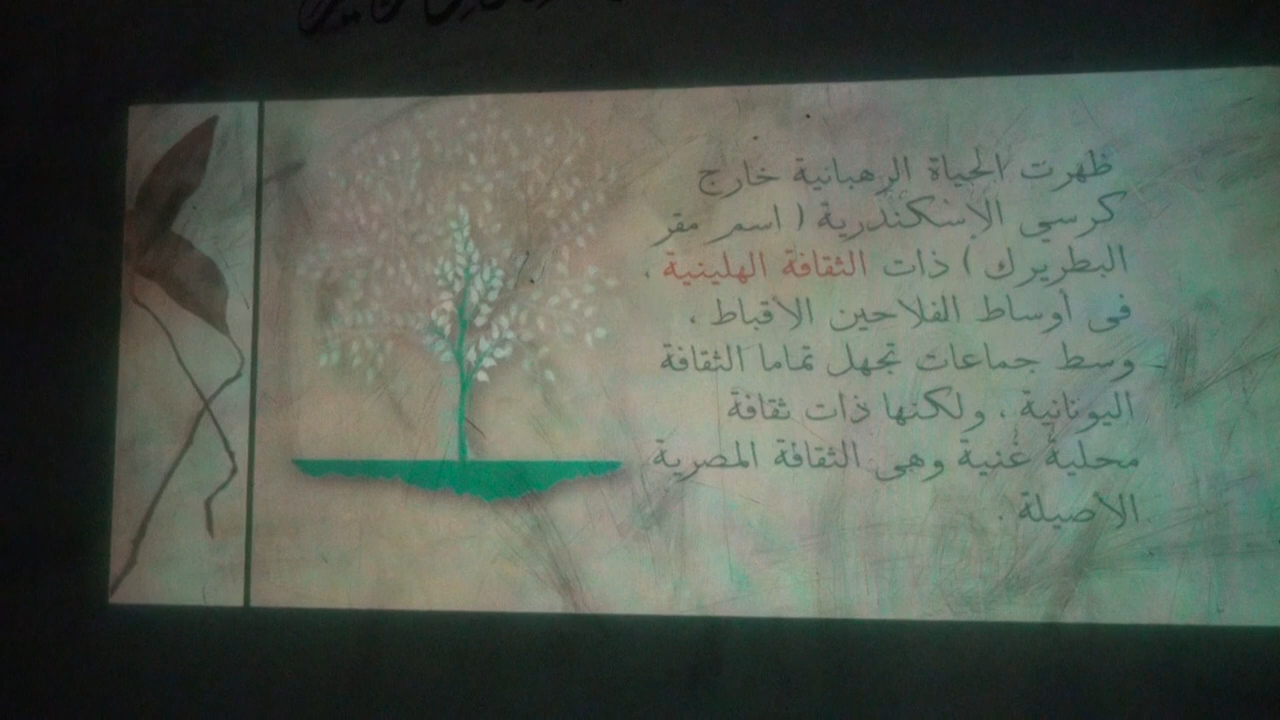 ظهرت الحياة الرهبانية خارج
كرسي الإسكندرية ( اسم مقر
البطريرك ) ذات الثقافة الهلينية ،
فى أوساط الفلاحين الأقباط ،
وسط جماعات تجهل تماما الثقافة
اليونانية ، ولكنها ذات ثقافة
محلية غنية وهى الثقافة المصرية
الأصيلة .